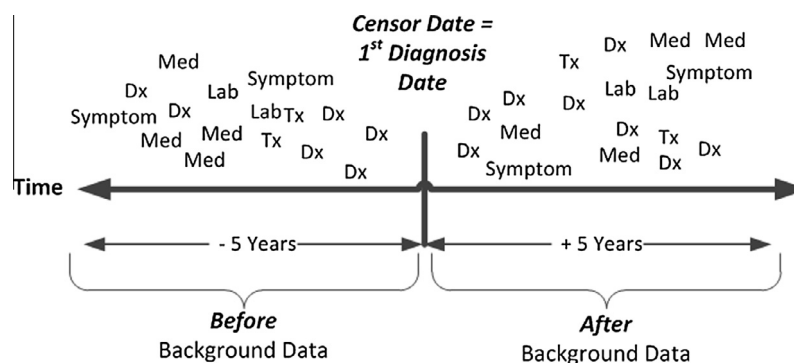 Censor Date =
1st Diagnosis
Date
Med
Symptom
Dx
Lab
Symptom
Dx
Lab
Tx
Dx
Med
Med
Tx
Dx
Med
Dx
Dx
Dx
Med
Med
Tx
Symptom
Lab
Lab
Dx
Dx
Dx
Med
Dx
Tx
Dx
Med
Dx
Dx
Symptom
Time
- 5 Years
+ 5 Years
Before
Background Data
After
Background Data